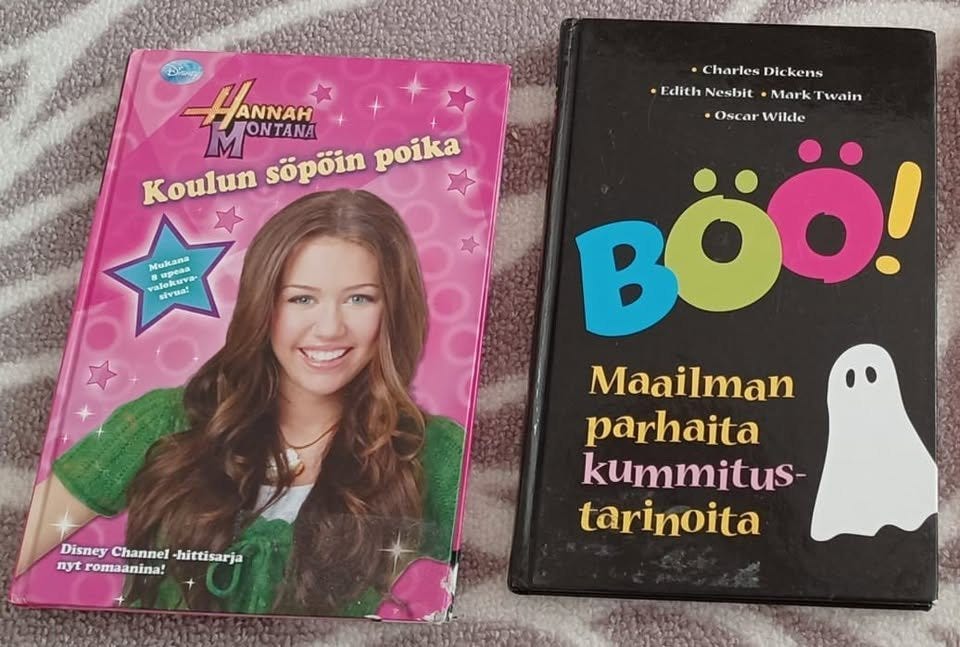 Disney
HANNAH
MONTANA
Koulun söpöin poika
Mukana
8 upeaa
valokuva-
sivua!
Disney Channel -hittisarja
nyt romaanina!
• Charles Dickens
• Edith Nesbit • Mark Twain
• Oscar Wilde
BÖÖ!
Maailman
parhaita
kummitus-
tarinoita